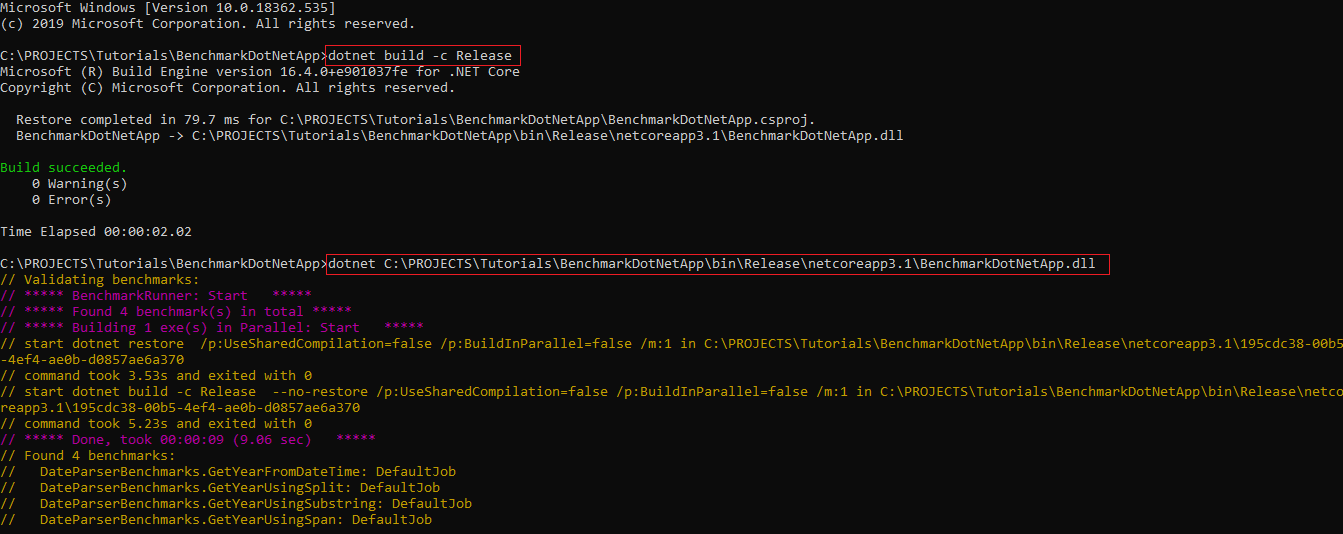 Microsoft Windows [Version 10.0.18362.535]
(c) 2019 Microsoft Corporation. All rights reserved.
C:\PROJECTS\Tutorials\BenchmarkDotNetApp>dotnet build -c Release
Microsoft (R) Build Engine version 16.4.0+e901037fe for .NET Core
Copyright (C) Microsoft Corporation. All rights reserved.
  Restore completed in 79.7 ms for C:\PROJECTS\Tutorials\BenchmarkDotNetApp\BenchmarkDotNetApp.csproj.
  BenchmarkDotNetApp -> C:\PROJECTS\Tutorials\BenchmarkDotNetApp\bin\Release\netcoreapp3.1\BenchmarkDotNetApp.dll
Build succeeded.
    0 Warning(s)
    0 Error(s)
Time Elapsed 00:00:02.02
C:\PROJECTS\Tutorials\BenchmarkDotNetApp>dotnet C:\PROJECTS\Tutorials\BenchmarkDotNetApp\bin\Release\netcoreapp3.1\BenchmarkDotNetApp.dll
// Validating benchmarks:
// ***** BenchmarkRunner: Start   *****
// ***** Found 4 benchmark(s) in total *****
// ***** Building 1 exe(s) in Parallel: Start   *****
// start dotnet restore  /p:UseSharedCompilation=false /p:BuildInParallel=false /m:1 in C:\PROJECTS\Tutorials\BenchmarkDotNetApp\bin\Release\netcoreapp3.1\195cdc38-00b5
-4ef4-ae0b-d0857ae6a370
// command took 3.53s and exited with 0
// start dotnet build -c Release  --no-restore /p:UseSharedCompilation=false /p:BuildInParallel=false /m:1 in C:\PROJECTS\Tutorials\BenchmarkDotNetApp\bin\Release\netco
reapp3.1\195cdc38-00b5-4ef4-ae0b-d0857ae6a370
// command took 5.23s and exited with 0
// ***** Done, took 00:00:09 (9.06 sec)   *****
// Found 4 benchmarks:
//   DateParserBenchmarks.GetYearFromDateTime: DefaultJob
//   DateParserBenchmarks.GetYearUsingSplit: DefaultJob
//   DateParserBenchmarks.GetYearUsingSubstring: DefaultJob
//   DateParserBenchmarks.GetYearUsingSpan: DefaultJob